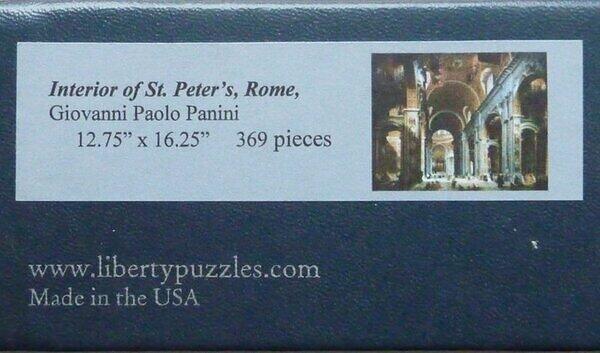 Interior of St. Peter's, Rome,
Giovanni Paolo Panini
12.75” x 16.25” 369 pieces
www.libertypuzzles.com
Made in the USA